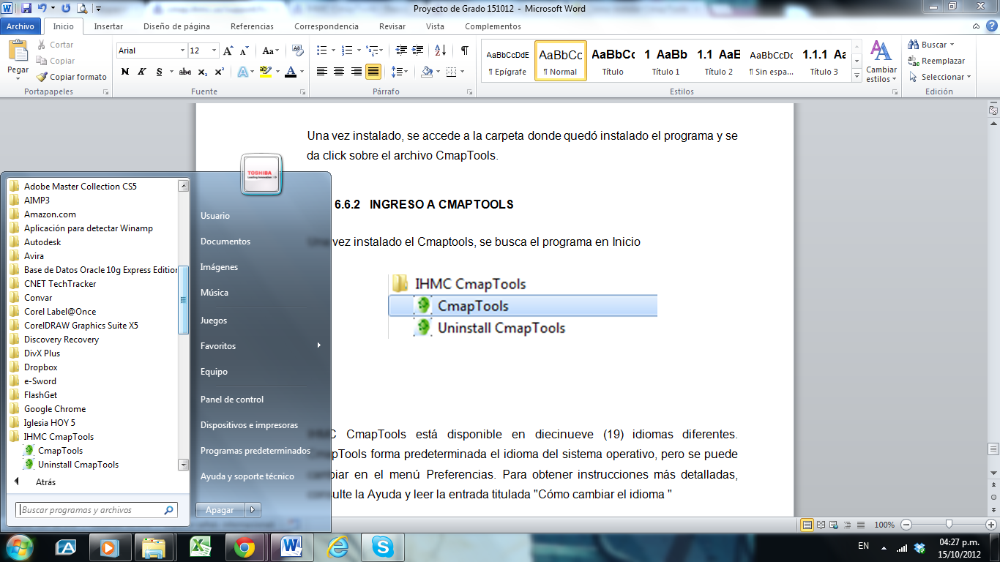 Proyecto de Grado 151012 - Microsoft Word
Archivo Inicio Insertar Diseño de página Referencias Correspondencia Revisar Vista Complementos
Pegar
Cortar
Copiar
Copiar formato
Portapapeles
Arial 12
N K S abc x₂ x²
Fuente
Párrafo
AaBbCcDdE AaBbCc AaBbCc 1 AaBb 1.1 AaB AaBbCcDc 1.1.1 Aa
¶ Epígrafe ¶ Normal Título Título 1 Título 2 ¶ Sin espa... Título 3
Estilos
Cambiar estilos
Buscar
Reemplazar
Seleccionar
Edición
Una vez instalado, se accede a la carpeta donde quedó instalado el programa y se
da click sobre el archivo CmapTools.
6.6.2 INGRESO A CMAPTOOLS
vez instalado el Cmaptools, se busca el programa en Inicio
IHMC CmapTools
CmapTools
Uninstall CmapTools
CmapTools está disponible en diecinueve (19) idiomas diferentes.
CmapTools forma predeterminada el idioma del sistema operativo, pero se puede
cambiar en el menú Preferencias. Para obtener instrucciones más detalladas,
consulte la Ayuda y leer la entrada titulada "Cómo cambiar el idioma "
TOSHIBA
Leading Innovation
Adobe Master Collection CS5
AIMP3
Amazon.com
Aplicación para detectar Winamp
Autodesk
Avira
Base de Datos Oracle 10g Express Edition
CNET TechTracker
Convar
Corel Label@Once
CorelDRAW Graphics Suite X5
Discovery Recovery
DivX Plus
Dropbox
e-Sword
FlashGet
Google Chrome
Iglesia HOY 5
IHMC CmapTools
CmapTools
Uninstall CmapTools
Atrás
Buscar programas y archivos
Usuario
Documentos
Imágenes
Música
Juegos
Favoritos
Equipo
Panel de control
Dispositivos e impresoras
Programas predeterminados
Ayuda y soporte técnico
Apagar
100%
EN
04:27 p.m.
15/10/2012